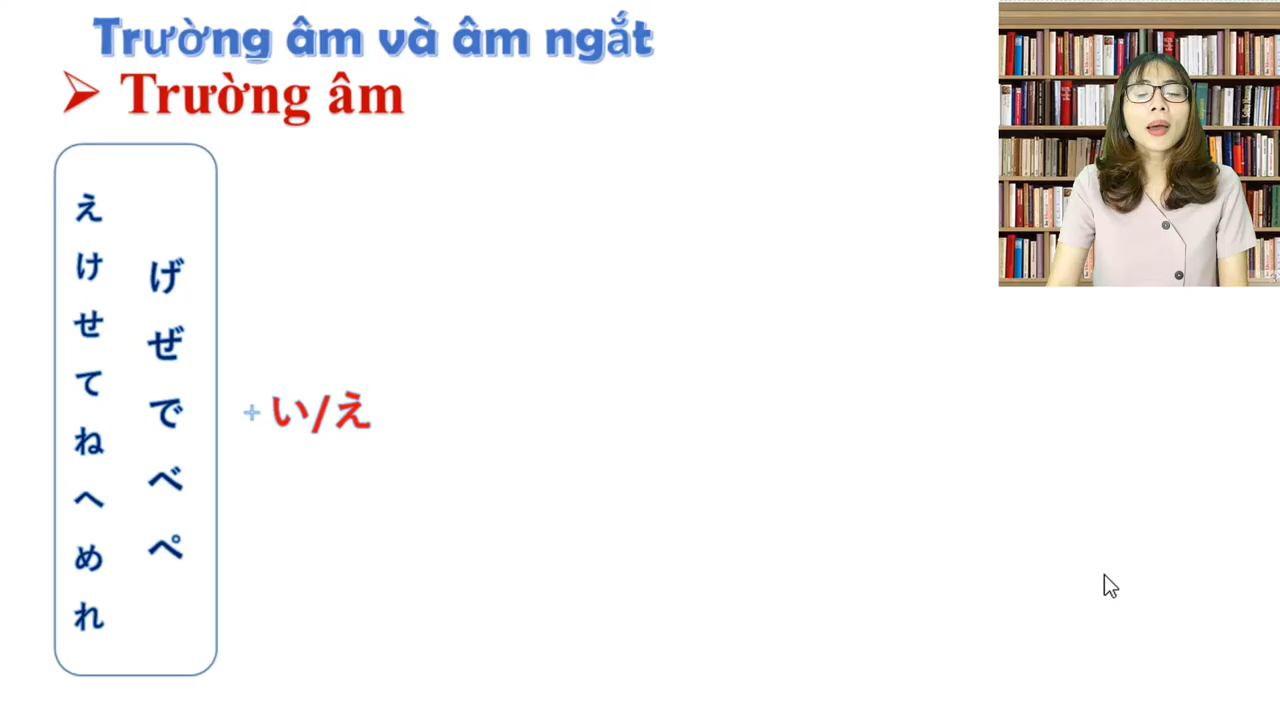 Trường âm và âm ngắt
➢ Trường âm
え
け
せ
て
ね
へ
め
れ
げ
ぜ
で
べ
ぺ
+ い/え